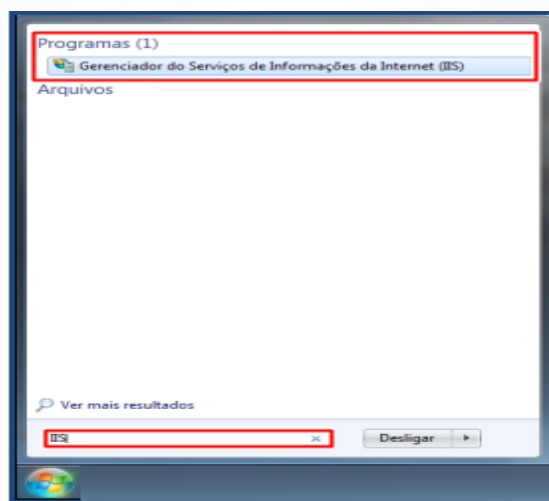 Programas (1)
Gerenciador do Serviços de Informações da Internet (IIS)
Arquivos
Ver mais resultados
IIS
Desligar